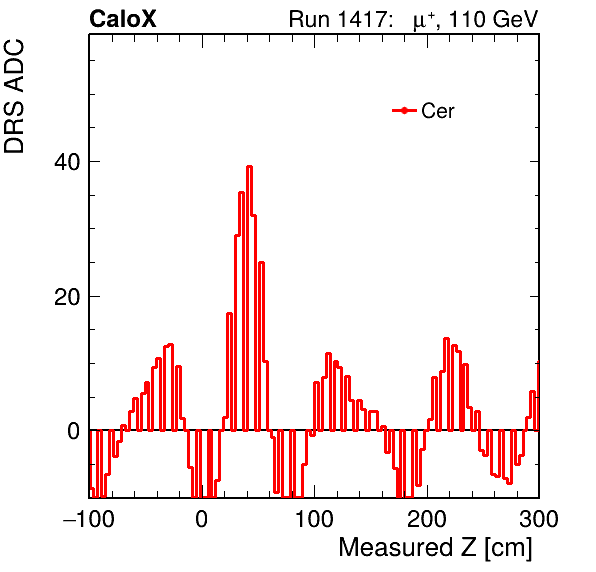 CaloX Run 1417: μ⁺, 110 GeV
DRS ADC
Cer
40
20
0
−100 0 100 200 300
Measured Z [cm]